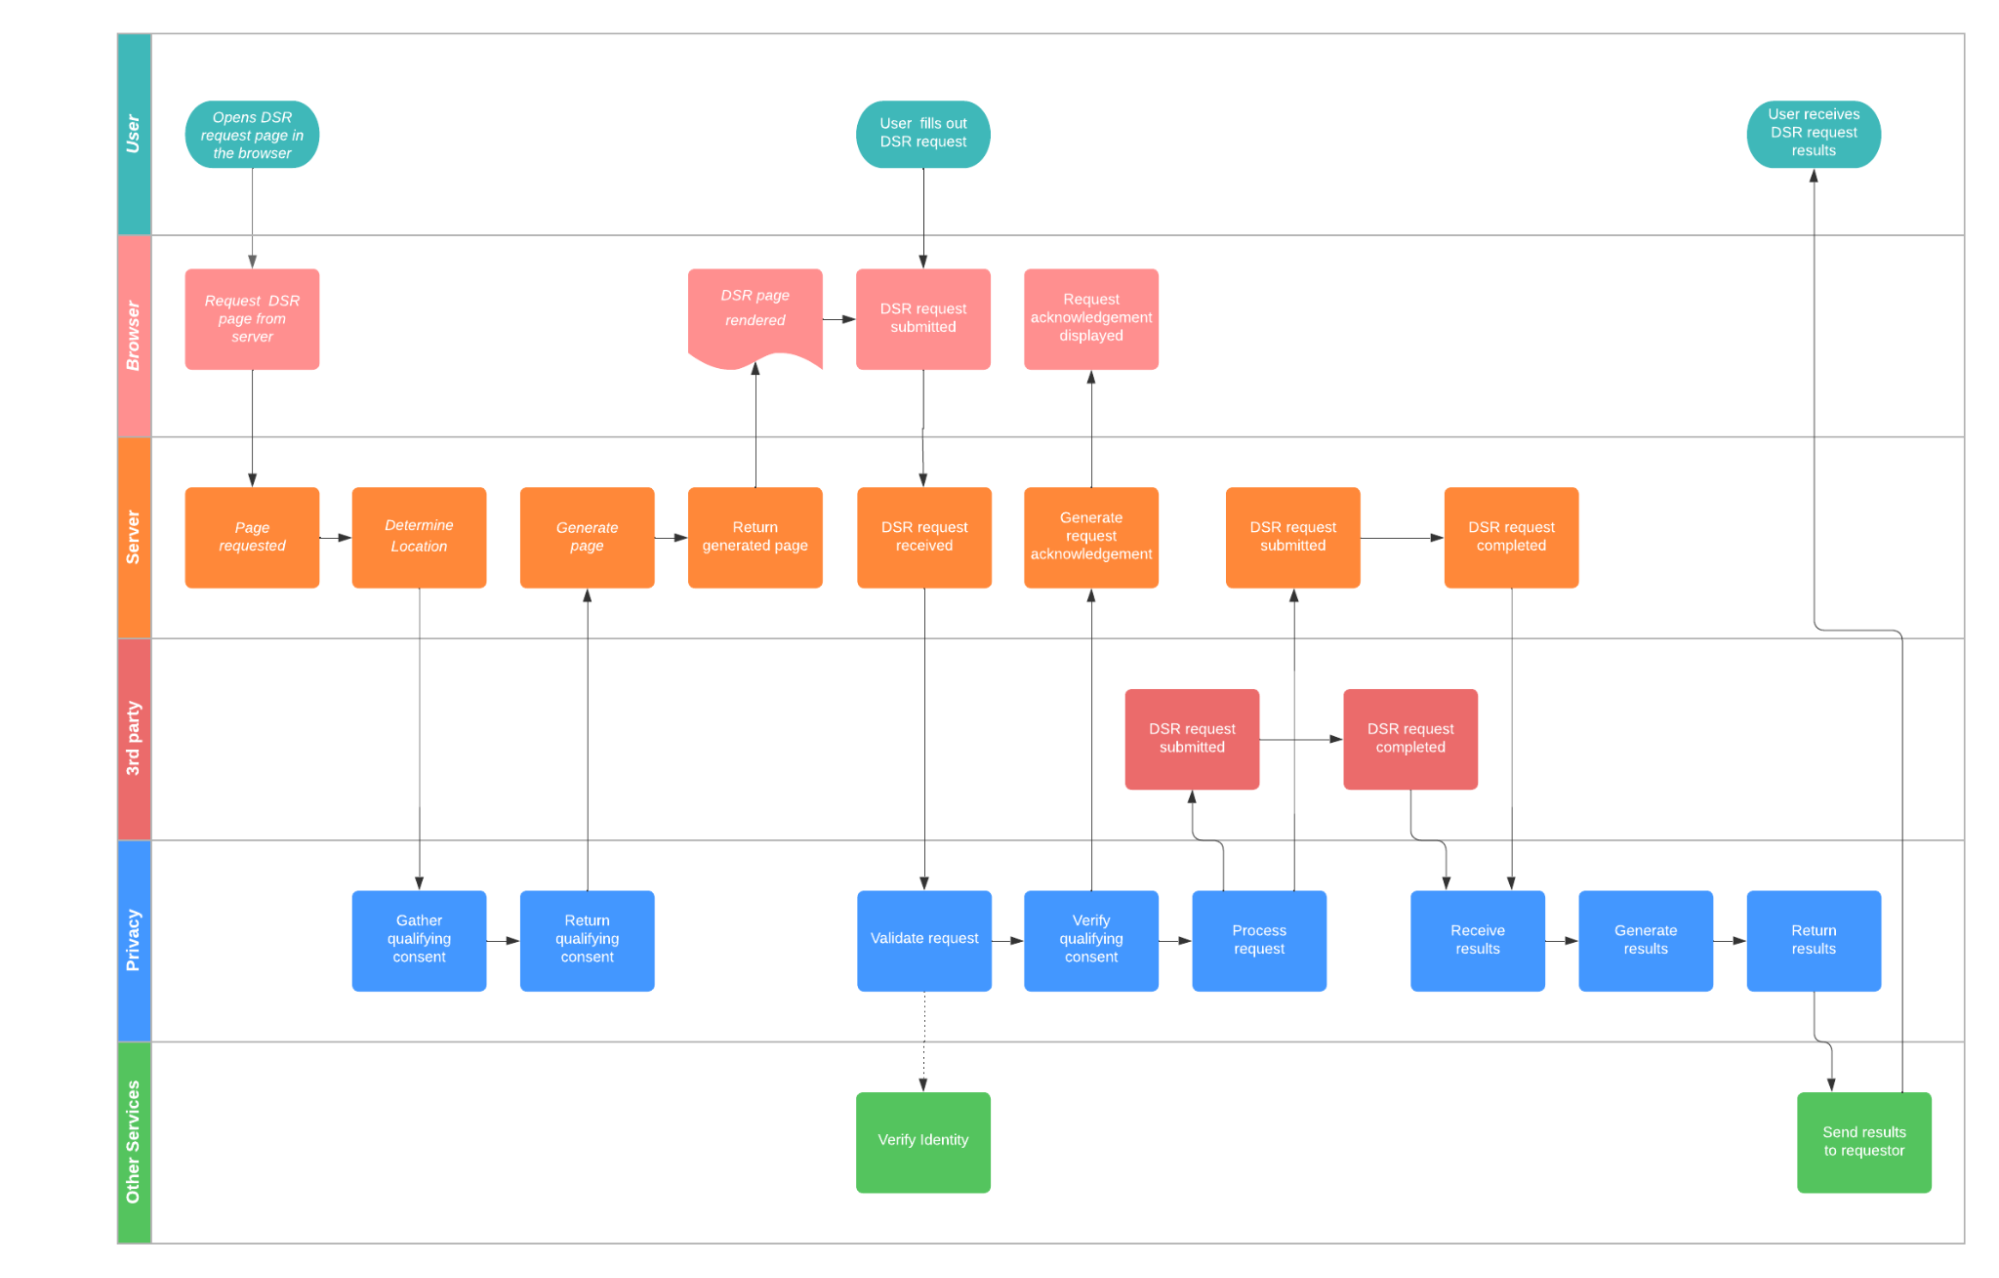 User
Opens DSR
request page in
the browser
User  fills out
DSR request
User receives
DSR request
results
Browser
Request  DSR
page from
server
DSR page
rendered
DSR request
submitted
Request
acknowledgement
displayed
Server
Page
requested
Determine
Location
Generate
page
Return
generated page
DSR request
received
Generate
request
acknowledgement
DSR request
submitted
DSR request
completed
3rd party
DSR request
submitted
DSR request
completed
Privacy
Gather
qualifying
consent
Return
qualifying
consent
Validate request
Verify
qualifying
consent
Process
request
Receive
results
Generate
results
Return
results
Other Services
Verify Identity
Send results
to requestor